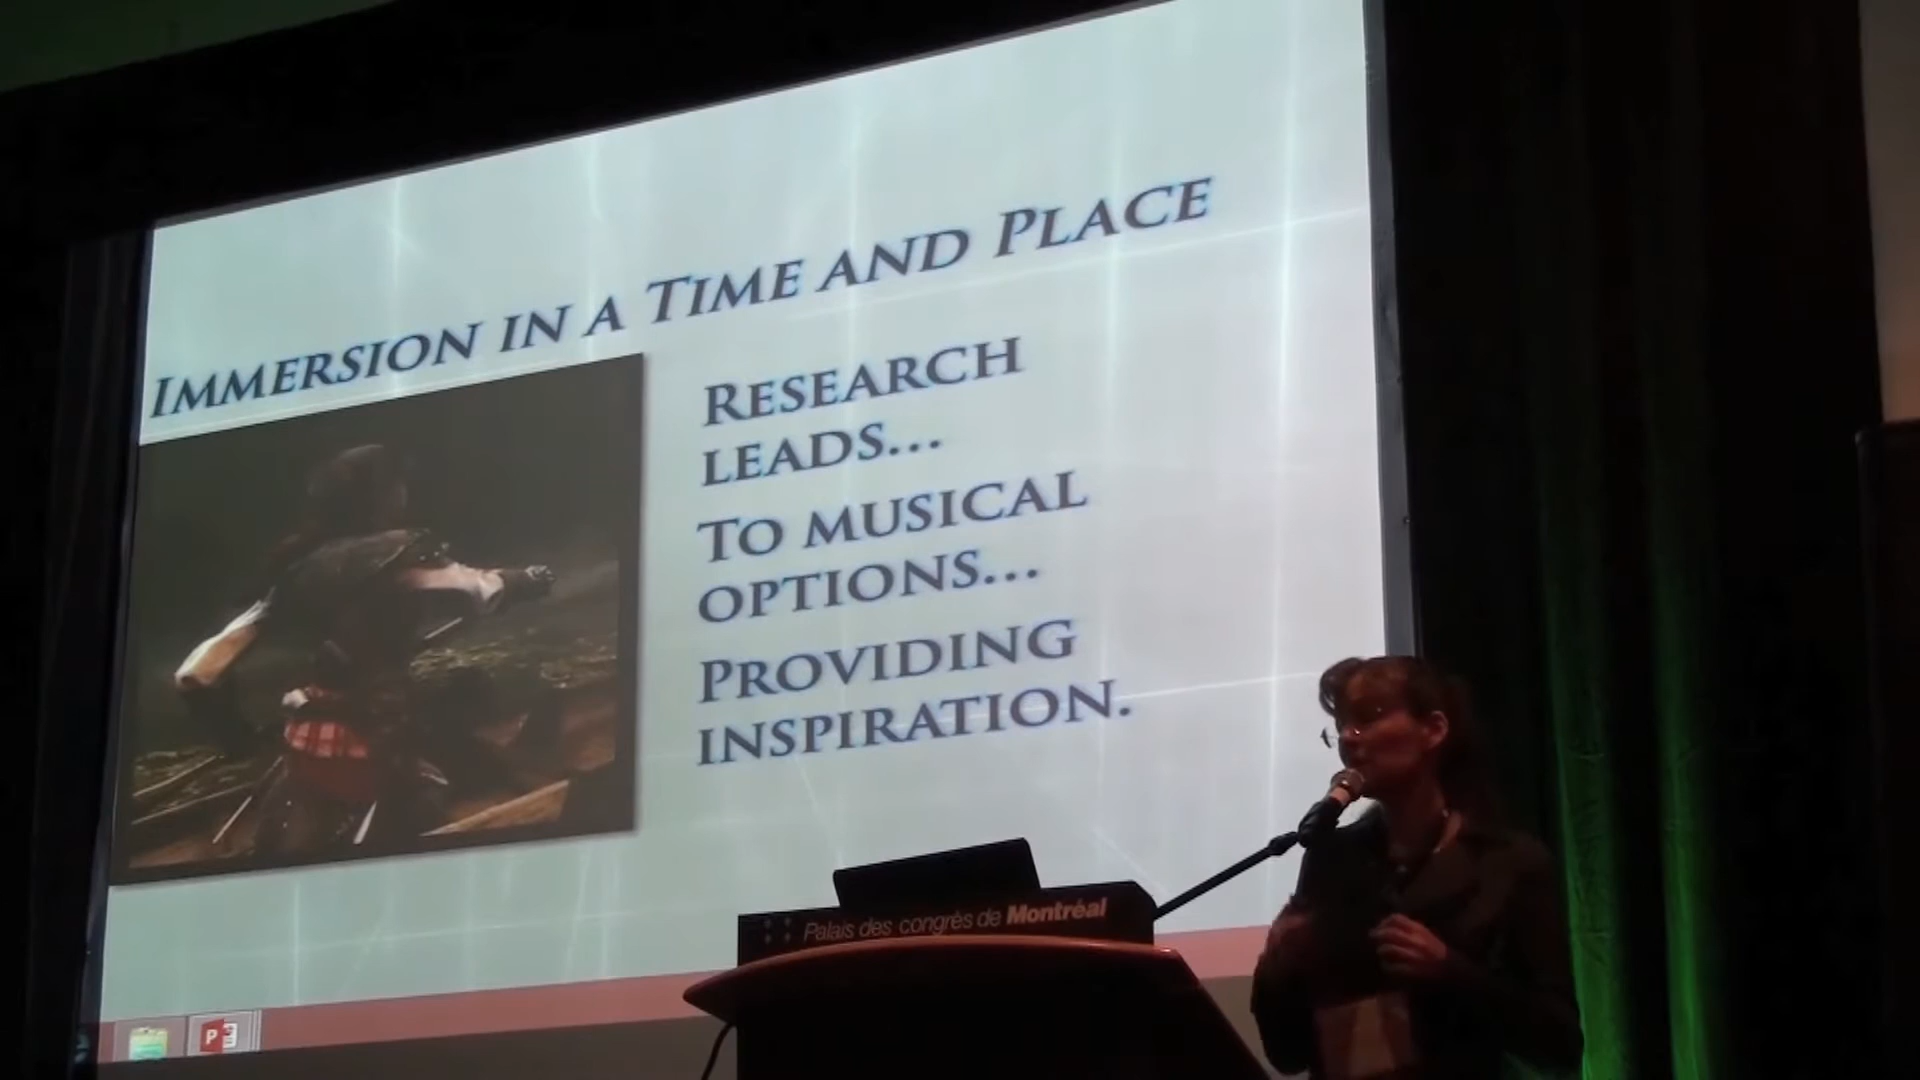 IMMERSION IN A TIME AND PLACE
RESEARCH
LEADS...
TO MUSICAL
OPTIONS...
PROVIDING
INSPIRATION.
Palais des congrès de Montréal
P